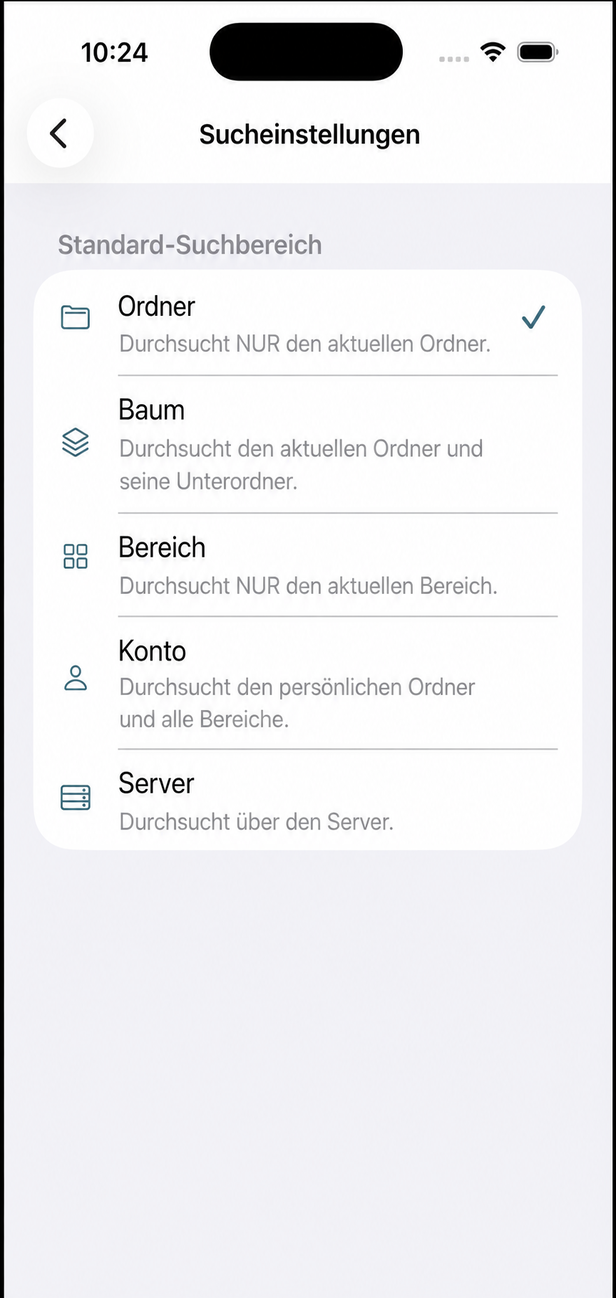 10:24
Sucheinstellungen
Standard-Suchbereich
Ordner
Durchsucht NUR den aktuellen Ordner.
Baum
Durchsucht den aktuellen Ordner und
seine Unterordner.
Bereich
Durchsucht NUR den aktuellen Bereich.
Konto
Durchsucht den persönlichen Ordner
und alle Bereiche.
Server
Durchsucht über den Server.